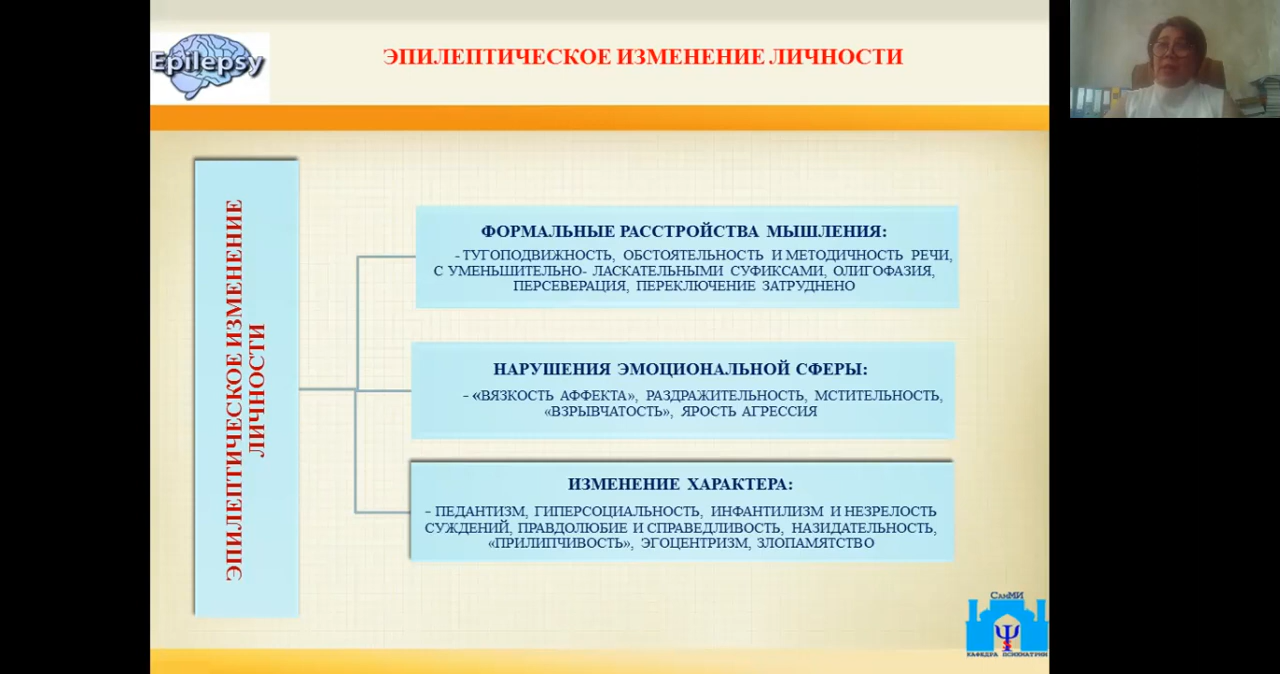 Epilepsy
ЭПИЛЕПТИЧЕСКОЕ ИЗМЕНЕНИЕ ЛИЧНОСТИ
ЭПИЛЕПТИЧЕСКОЕ ИЗМЕНЕНИЕ
ЛИЧНОСТИ
ФОРМАЛЬНЫЕ РАССТРОЙСТВА МЫШЛЕНИЯ:
- ТУГОПОДВИЖНОСТЬ, ОБСТОЯТЕЛЬНОСТЬ И МЕТОДИЧНОСТЬ РЕЧИ,
С УМЕНЬШИТЕЛЬНО- ЛАСКАТЕЛЬНЫМИ СУФИКСАМИ, ОЛИГОФАЗИЯ,
ПЕРСЕВЕРАЦИЯ, ПЕРЕКЛЮЧЕНИЕ ЗАТРУДНЕНО
НАРУШЕНИЯ ЭМОЦИОНАЛЬНОЙ СФЕРЫ:
- «ВЯЗКОСТЬ АФФЕКТА», РАЗДРАЖИТЕЛЬНОСТЬ, МСТИТЕЛЬНОСТЬ,
«ВЗРЫВЧАТОСТЬ», ЯРОСТЬ АГРЕССИЯ
ИЗМЕНЕНИЕ ХАРАКТЕРА:
- ПЕДАНТИЗМ, ГИПЕРСОЦИАЛЬНОСТЬ, ИНФАНТИЛИЗМ И НЕЗРЕЛОСТЬ
СУЖДЕНИЙ, ПРАВДОЛЮБИЕ И СПРАВЕДЛИВОСТЬ, НАЗИДАТЕЛЬНОСТЬ,
«ПРИЛИПЧИВОСТЬ», ЭГОЦЕНТРИЗМ, ЗЛОПАМЯТСТВО
СамМИ
Ψ
КАФЕДРА ПСИХИАТРИИ